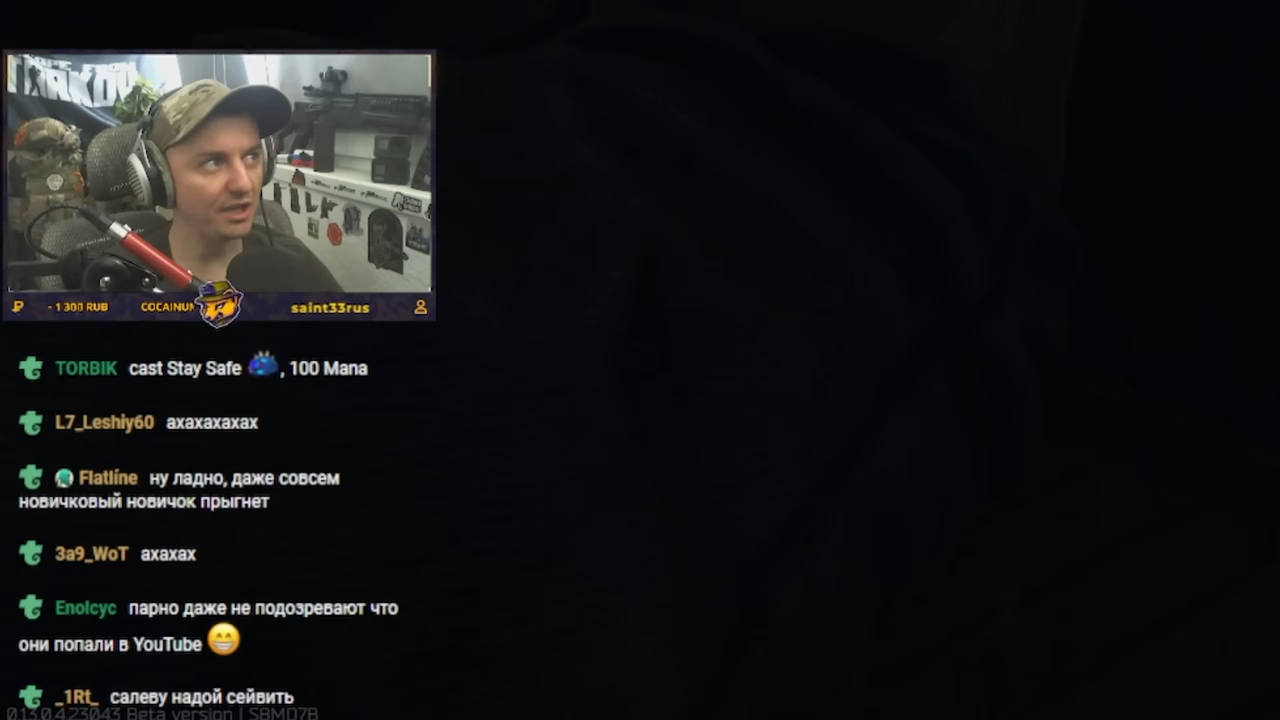 - 1 300 RUB
COCAINUM
saint33rus
TORBIK cast Stay Safe , 100 Mana
L7_Leshiy60 ахахахахах
Flatline ну ладно, даже совсем
новичковый новичок прыгнет
3a9_WoT ахахах
Enolcyc парно даже не подозревают что
они попали в YouTube
_1Rt_ салеву надой сейвить
0.13.0.4.23043 Beta version | S8MD7B